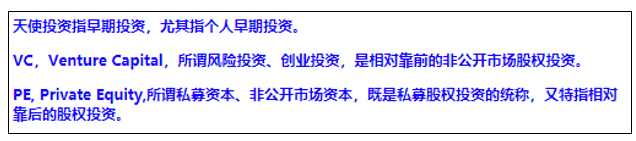 天使投资指早期投资，尤其指个人早期投资。
VC，Venture Capital，所谓风险投资、创业投资，是相对靠前的非公开市场股权投资。
PE, Private Equity,所谓私募资本、非公开市场资本，既是私募股权投资的统称，又特指相对
靠后的股权投资。